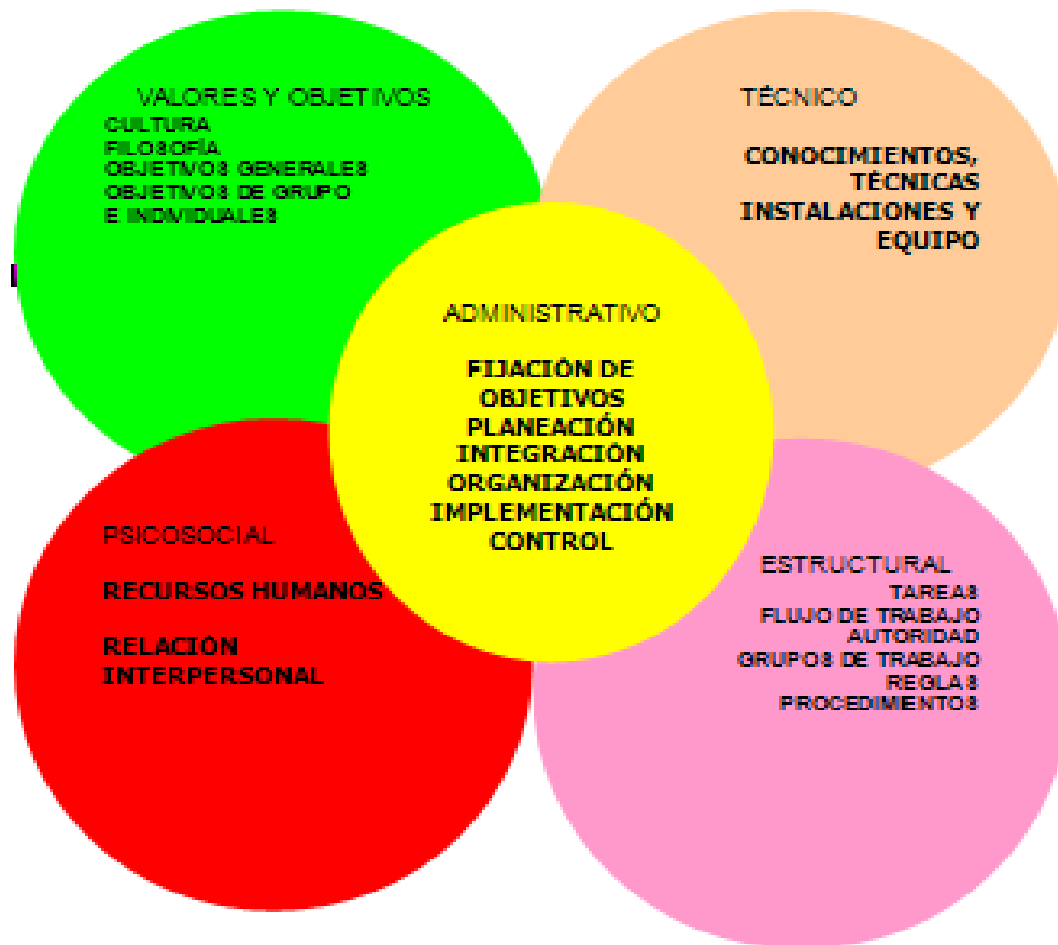 VALORES Y OBJETIVOS
CULTURA
FILOSOFÍA
OBJETIVOS GENERALES
OBJETIVOS DE GRUPO
E INDIVIDUALES
TÉCNICO
CONOCIMIENTOS,
TÉCNICAS
INSTALACIONES Y
EQUIPO
ADMINISTRATIVO
FIJACIÓN DE
OBJETIVOS
PLANEACIÓN
INTEGRACIÓN
ORGANIZACIÓN
IMPLEMENTACIÓN
CONTROL
PSICOSOCIAL
RECURSOS HUMANOS
RELACIÓN
INTERPERSONAL
ESTRUCTURAL
TAREAS
FLUJO DE TRABAJO
AUTORIDAD
GRUPOS DE TRABAJO
REGLAS
PROCEDIMIENTOS